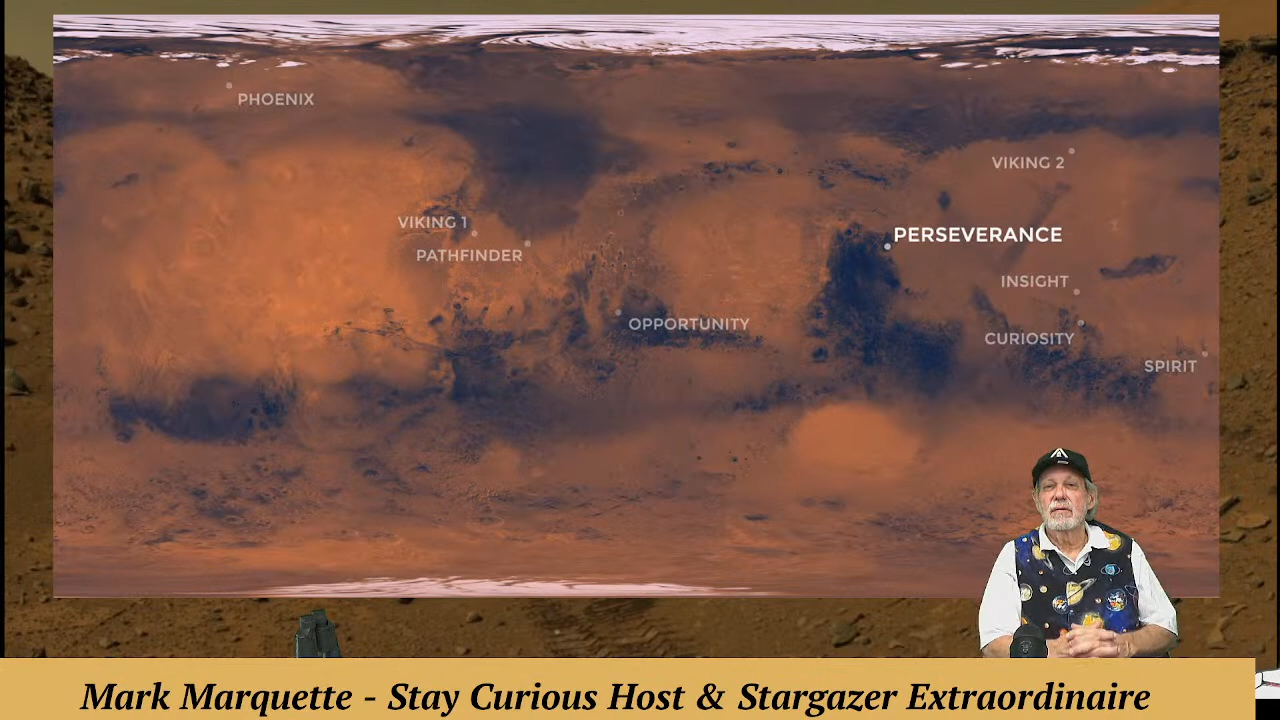 PHOENIX
VIKING 2
VIKING 1
PERSEVERANCE
PATHFINDER
INSIGHT
OPPORTUNITY
CURIOSITY
SPIRIT
Mark Marquette - Stay Curious Host & Stargazer Extraordinaire